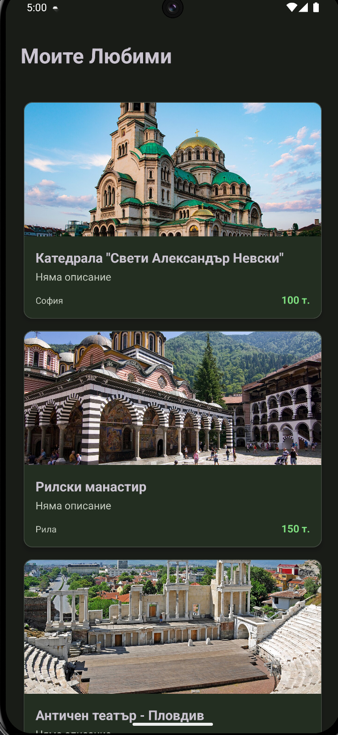 5:00
Моите Любими
Катедрала "Свети Александър Невски"
Няма описание
София 100 т.
Рилски манастир
Няма описание
Рила 150 т.
Античен театър - Пловдив